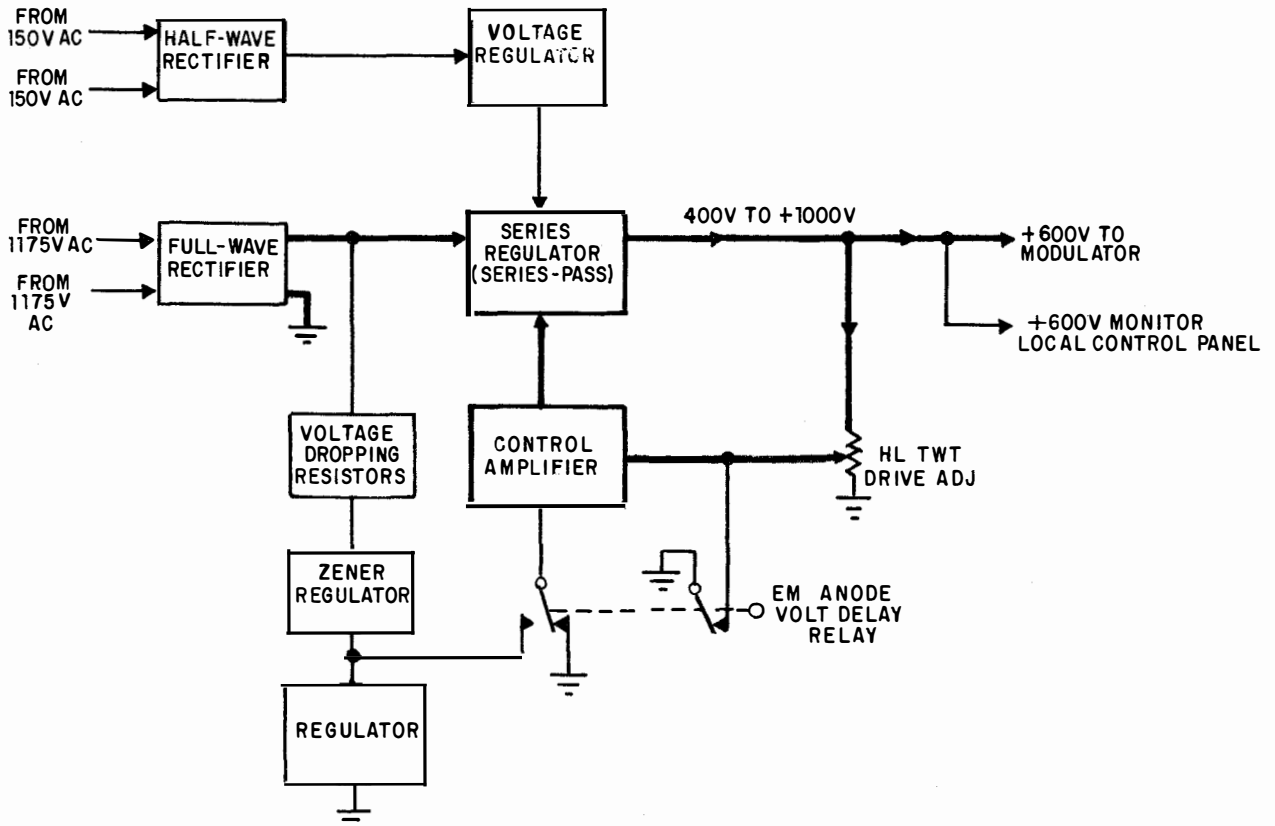 FROM
150V AC
FROM
150V AC
HALF-WAVE
RECTIFIER
VOLTAGE
REGULATOR
FROM
1175V AC
FROM
1175V
AC
FULL-WAVE
RECTIFIER
SERIES
REGULATOR
(SERIES-PASS)
400V TO +1000V
+600V TO
MODULATOR
+600V MONITOR
LOCAL CONTROL PANEL
VOLTAGE
DROPPING
RESISTORS
CONTROL
AMPLIFIER
HL TWT
DRIVE ADJ
ZENER
REGULATOR
EM ANODE
VOLT DELAY
RELAY
REGULATOR